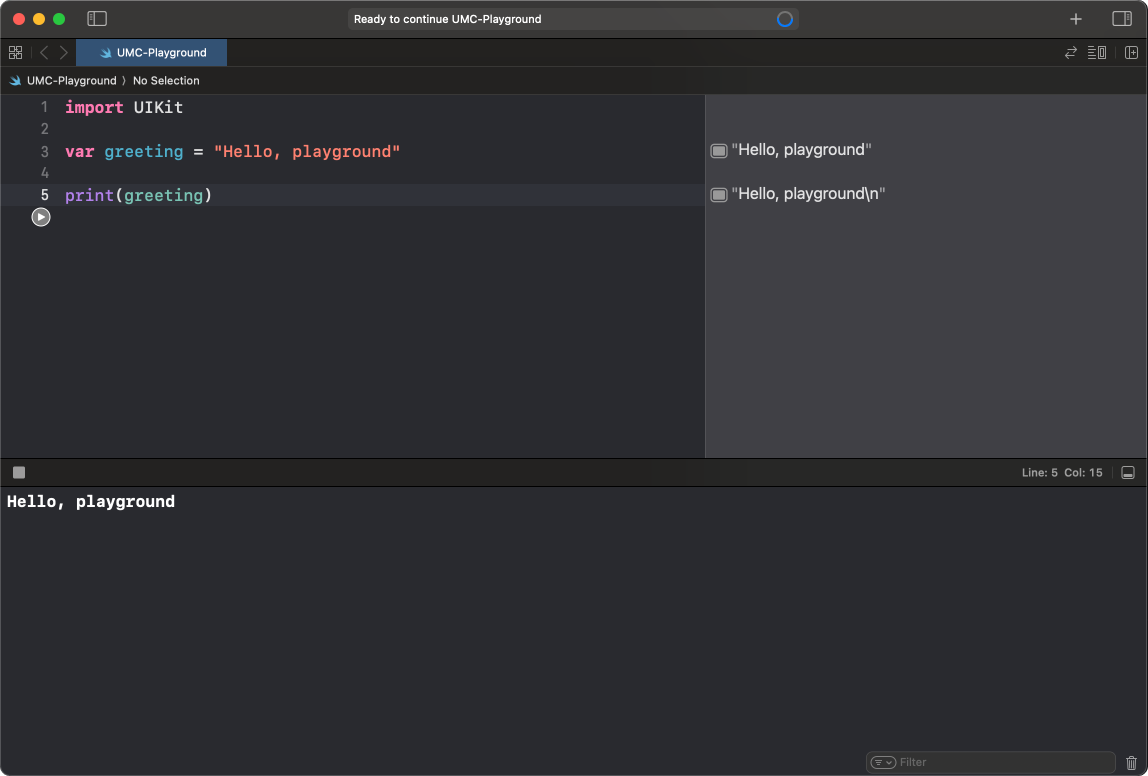 Ready to continue UMC-Playground
UMC-Playground
UMC-Playground 〉 No Selection
1 import UIKit
2
3 var greeting = "Hello, playground"
4
5 print(greeting)
"Hello, playground"
"Hello, playground\n"
Line: 5 Col: 15
Hello, playground
Filter